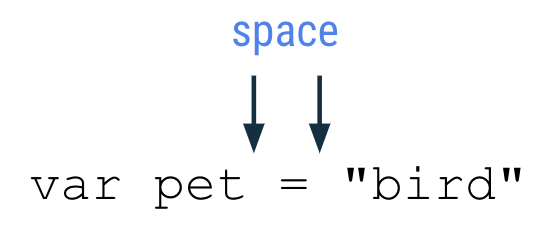 space
var pet = "bird"